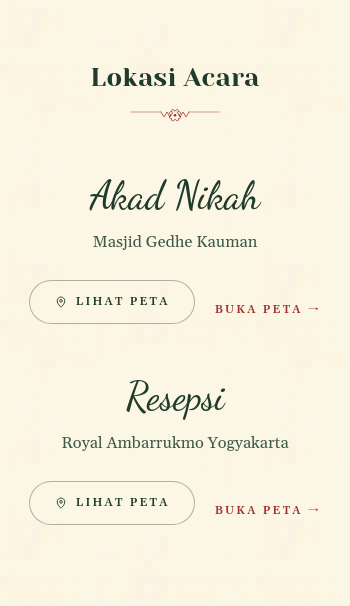 Lokasi Acara
Akad Nikah
Masjid Gedhe Kauman
LIHAT PETA
BUKA PETA →
Resepsi
Royal Ambarrukmo Yogyakarta
LIHAT PETA
BUKA PETA →